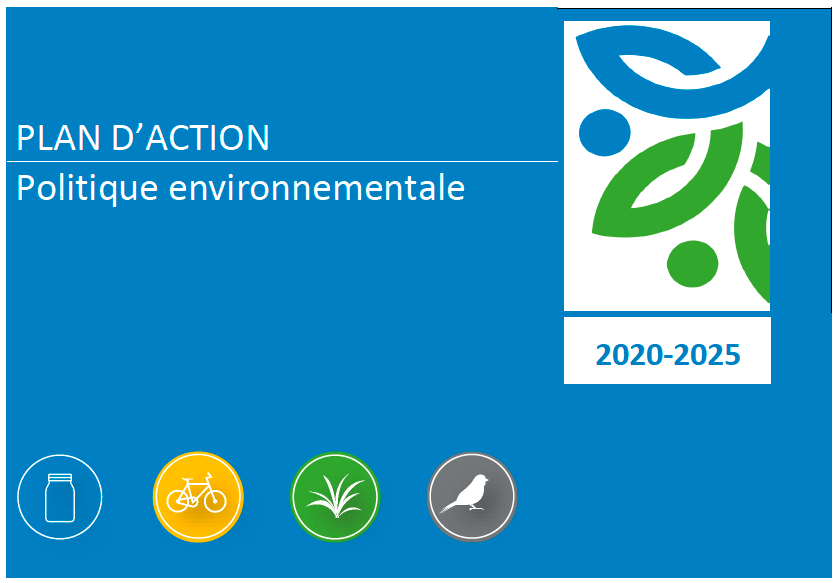 PLAN D’ACTION
Politique environnementale
2020-2025